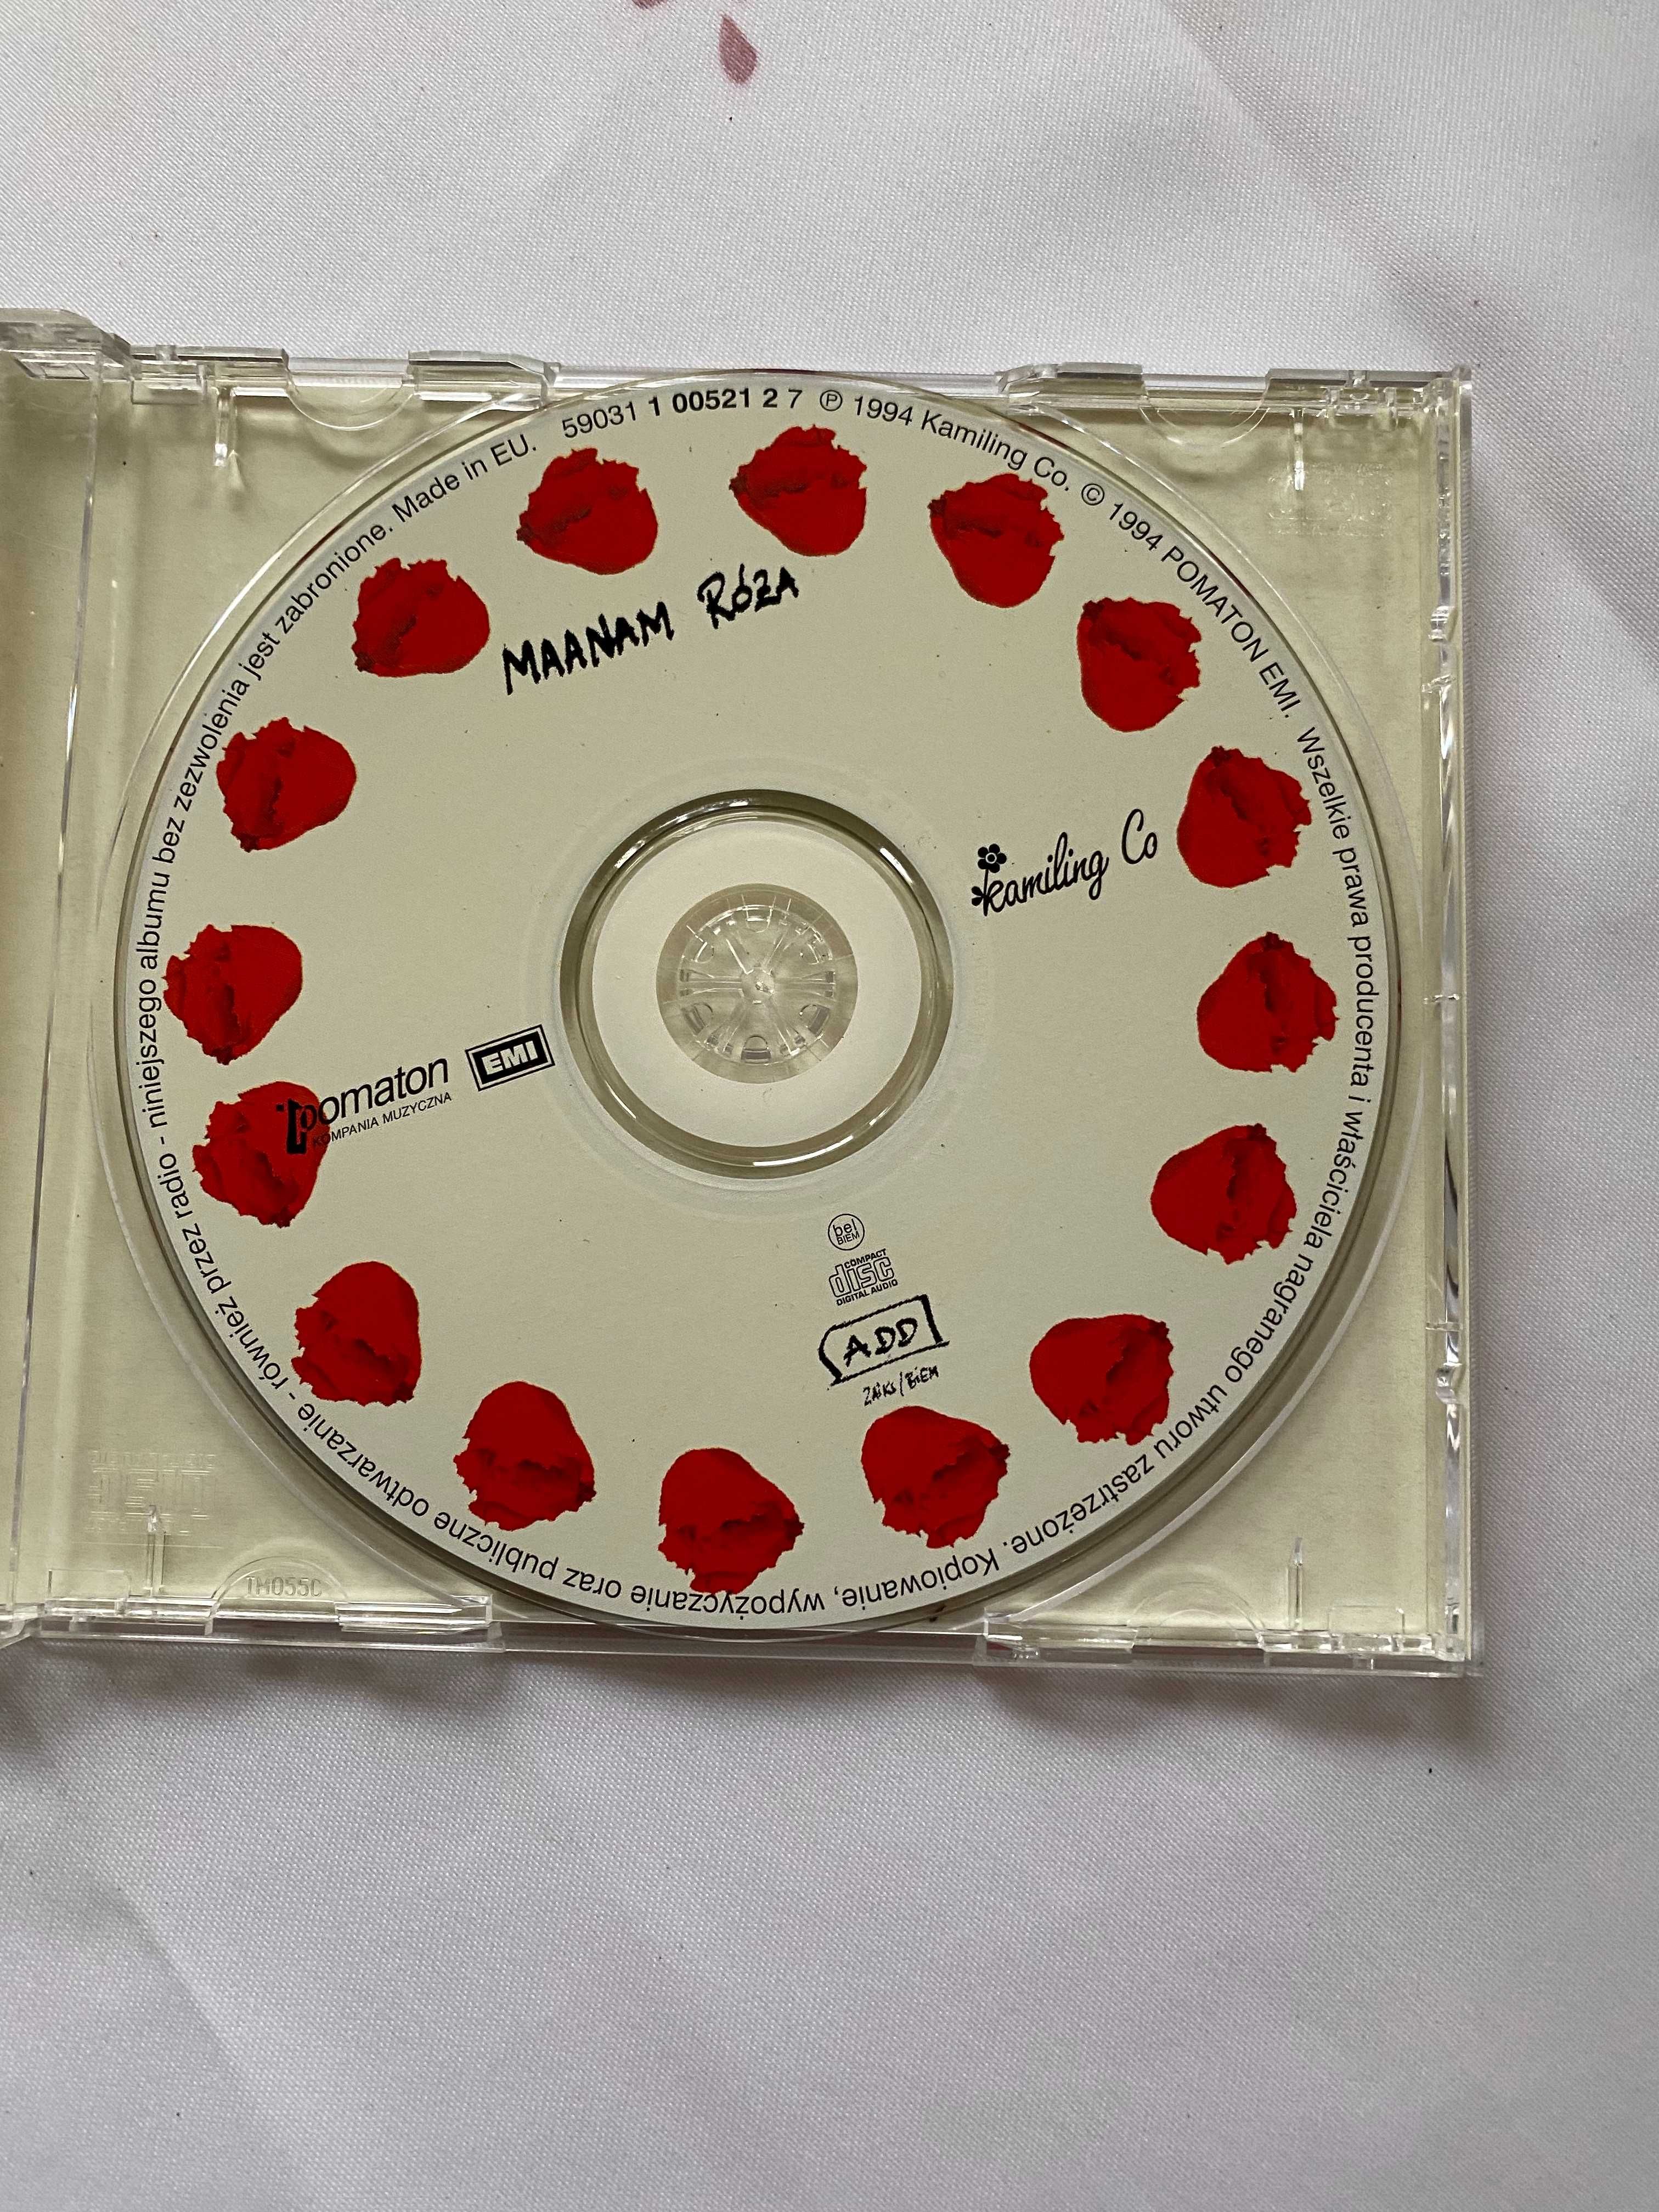 59031 1 00521 2 7 ℗ 1994 Kamiling Co. © 1994 POMATON EMI. Wszelkie prawa producenta i właściciela nagranego utworu zastrzeżone. Kopiowanie, wypożyczanie oraz publiczne odtwarzanie - również przez radio - niniejszego albumu bez zezwolenia jest zabronione. Made in EU.
MAANAM RÓZA
kamiling Co
pomaton EMI
KOMPANIA MUZYCZNA
bel
BIEM
COMPACT
disc
DIGITAL AUDIO
ADD
ZAiKS/BiEM
TH055C